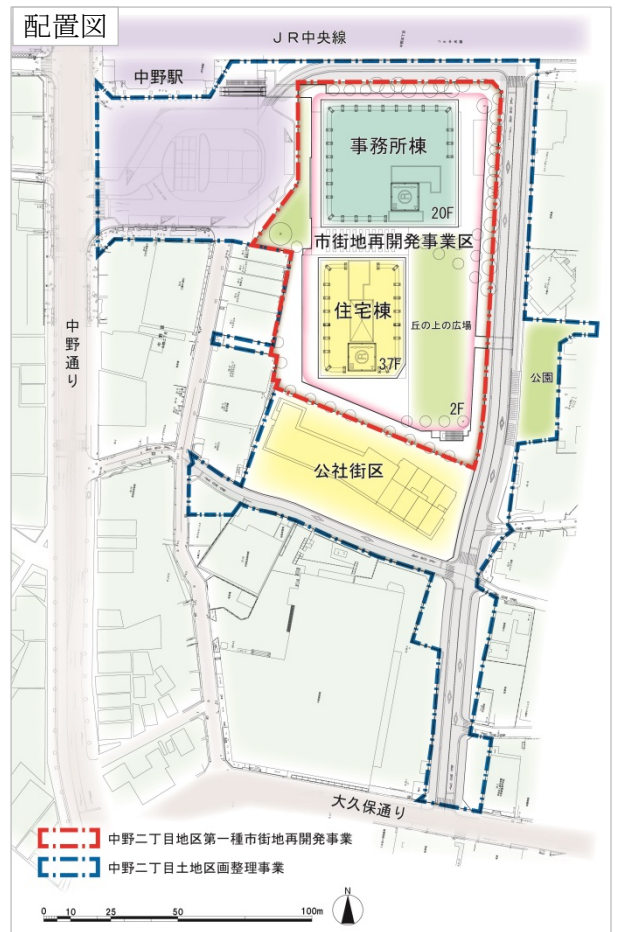 配置図
JR中央線
中野駅
事務所棟
20F
市街地再開発事業区
住宅棟
37F
丘の上の広場
2F
公園
中野通り
公社街区
大久保通り
中野二丁目地区第一種市街地再開発事業
中野二丁目土地区画整理事業
0 10 25 50 100m
N